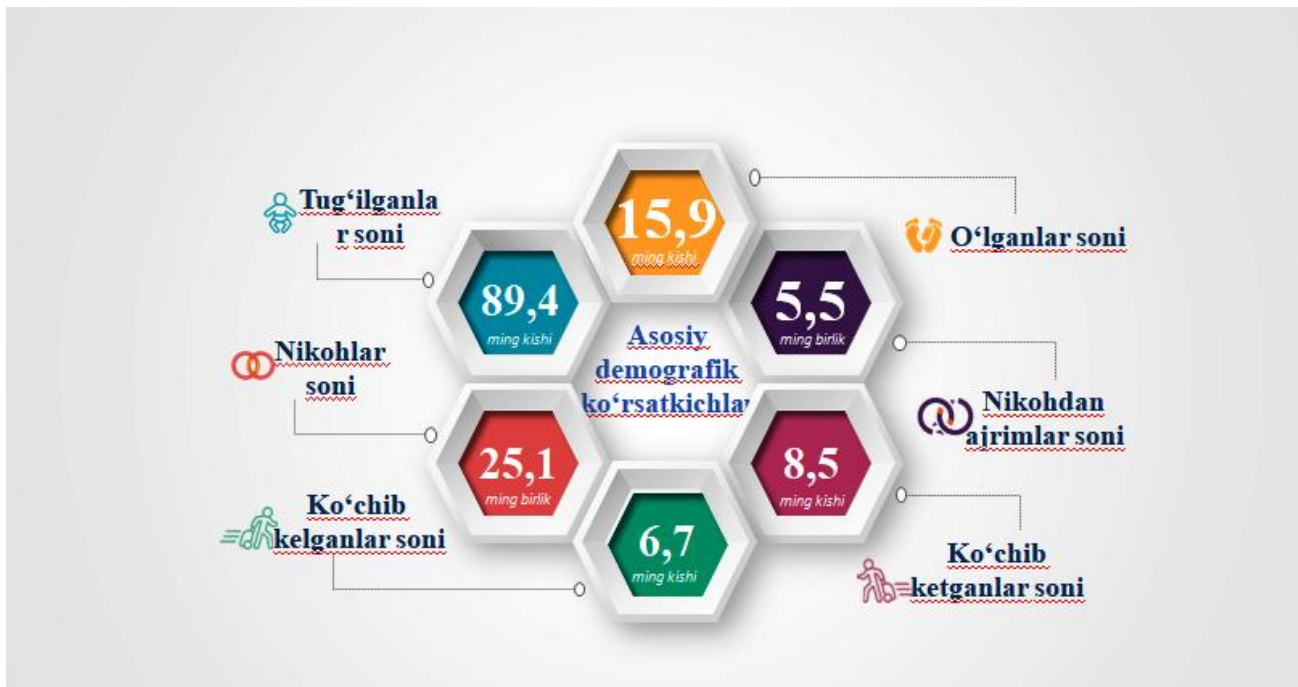 Tug‘ilganla
r soni
89,4
ming kishi
15,9
ming kishi
O‘lganlar soni
Asosiy
demografik
ko‘rsatkichlar
5,5
ming birlik
Nikohdan
ajrimlar soni
Nikohlar
soni
25,1
ming birlik
8,5
ming kishi
Ko‘chib
ketganlar soni
Ko‘chib
kelganlar soni
6,7
ming kishi